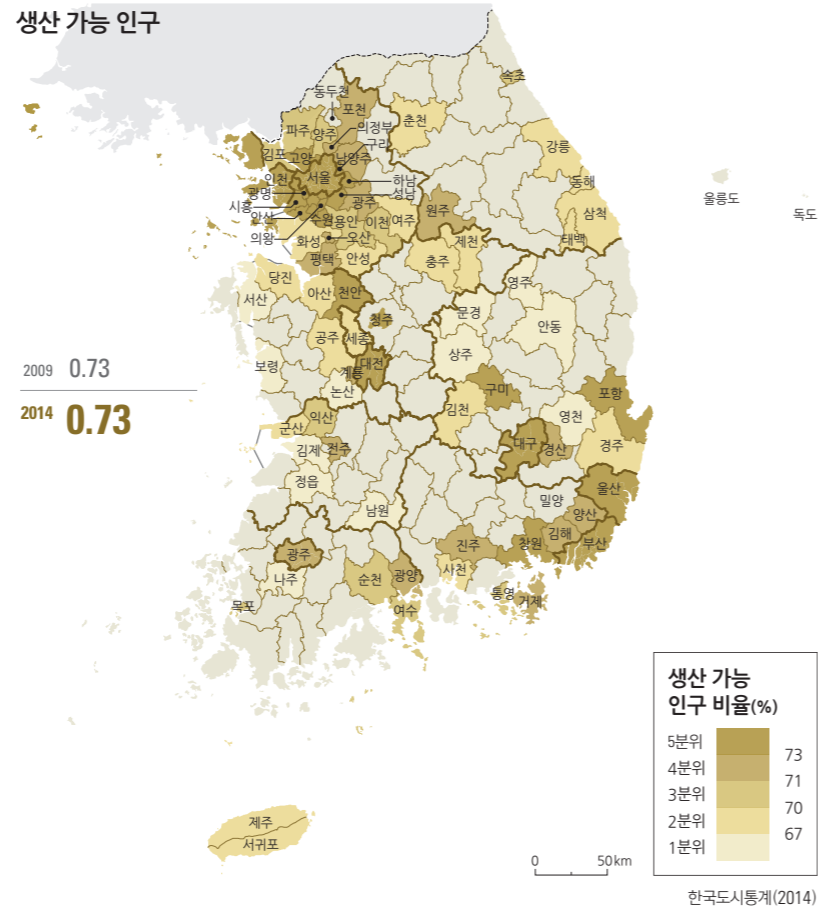 생산 가능 인구
속초
동두천
포천
춘천
파주
양주
의정부
구리
강릉
김포
고양
남양주
인천
서울
하남
동해
울릉도
광명
성남
독도
시흥
광주
원주
삼척
안산
수원
용인
이천
여주
의왕
오산
화성
제천
태백
평택
안성
충주
당진
영주
아산
천안
서산
문경
청주
안동
공주
세종
상주
대전
보령
계룡
2009 0.73
논산
구미
포항
2014 0.73
김천
익산
영천
군산
대구
경산
경주
김제
전주
정읍
울산
밀양
남원
양산
김해
진주
창원
부산
광주
사천
나주
순천
광양
통영
거제
목포
여수
생산 가능
인구 비율(%)
5분위
73
4분위
71
3분위
70
2분위
67
1분위
제주
서귀포
0 50km
한국도시통계(2014)